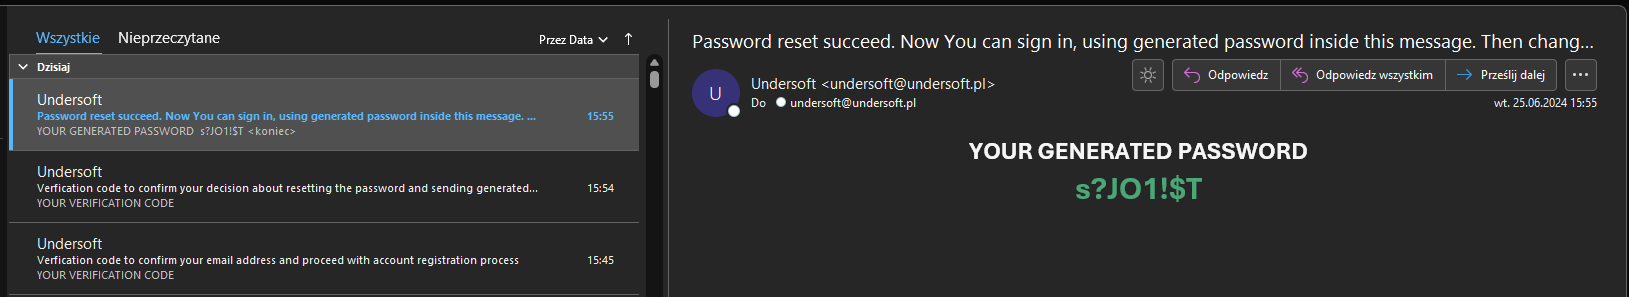 Wszystkie Nieprzeczytane Przez Data
Dzisiaj
Undersoft
Password reset succeed. Now You can sign in, using generated password inside this message. ... 15:55
YOUR GENERATED PASSWORD s?JO1!$T <koniec>
Undersoft
Verfication code to confirm your decision about resetting the password and sending generated... 15:54
YOUR VERIFICATION CODE
Undersoft
Verfication code to confirm your email address and proceed with account registration process 15:45
YOUR VERIFICATION CODE
Password reset succeed. Now You can sign in, using generated password inside this message. Then chang...
U
Undersoft <undersoft@undersoft.pl>
Odpowiedz Odpowiedz wszystkim Prześlij dalej ...
Do undersoft@undersoft.pl
wt. 25.06.2024 15:55
YOUR GENERATED PASSWORD
s?JO1!$T